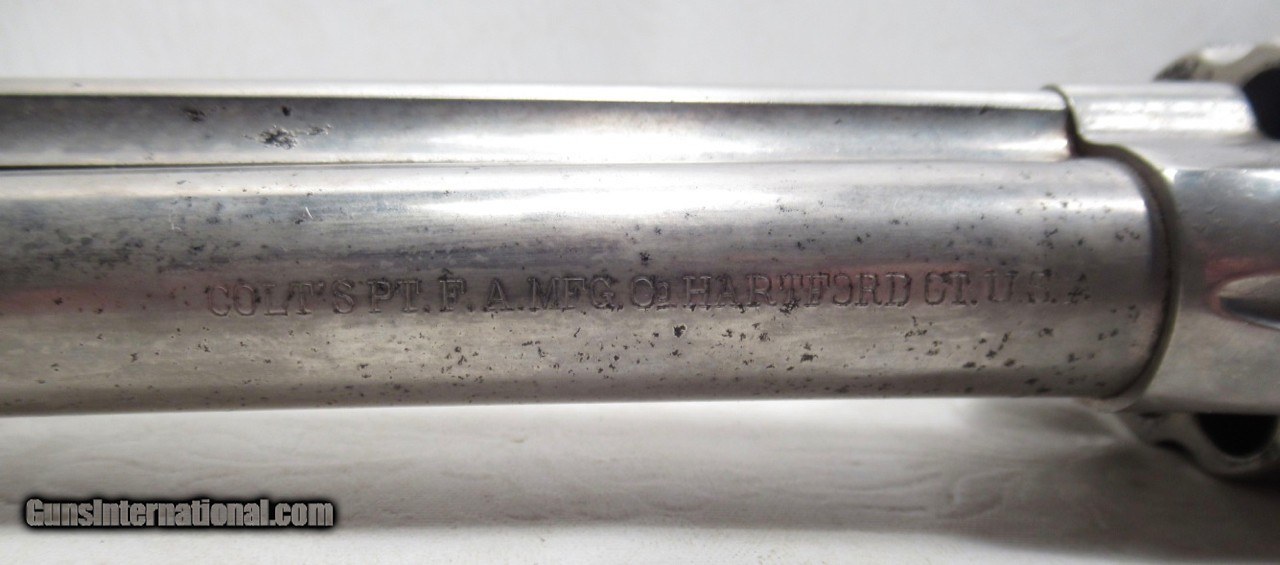 COLT'S PT. F. A. MFG. Co. HARTFORD CT. U.S.A.
GunsInternational.com